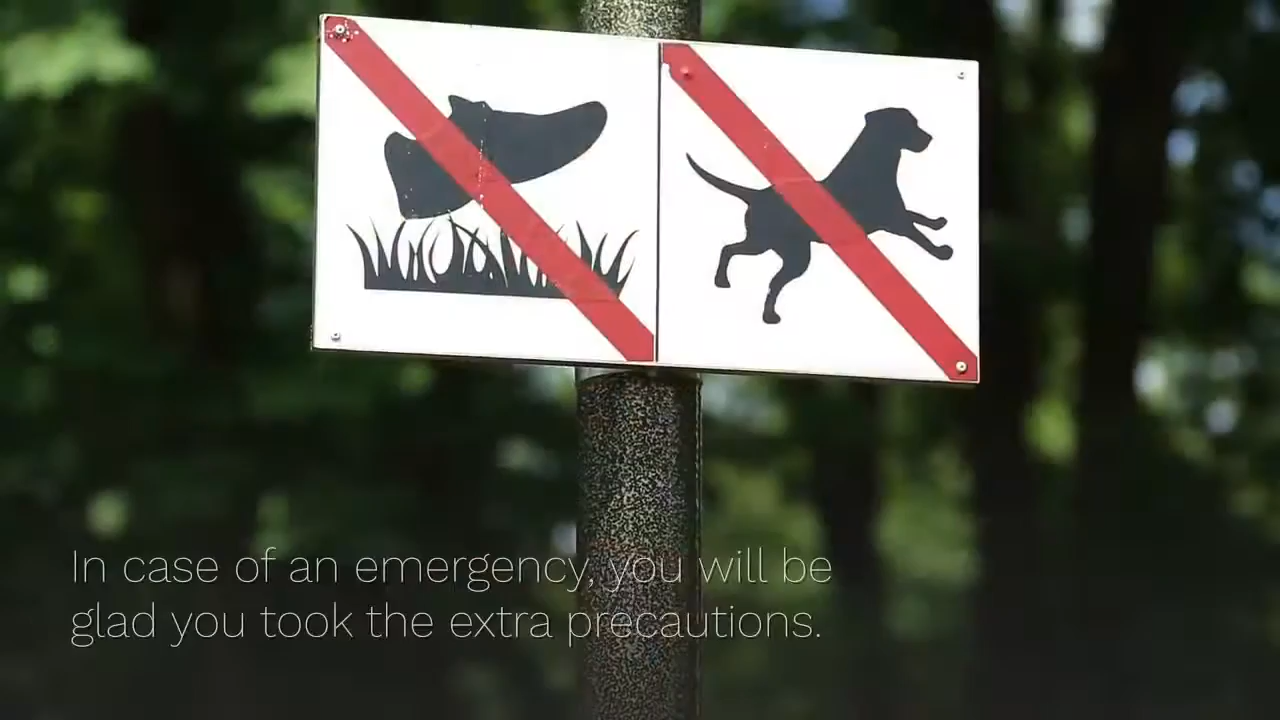 In case of an emergency, you will be
glad you took the extra precautions.